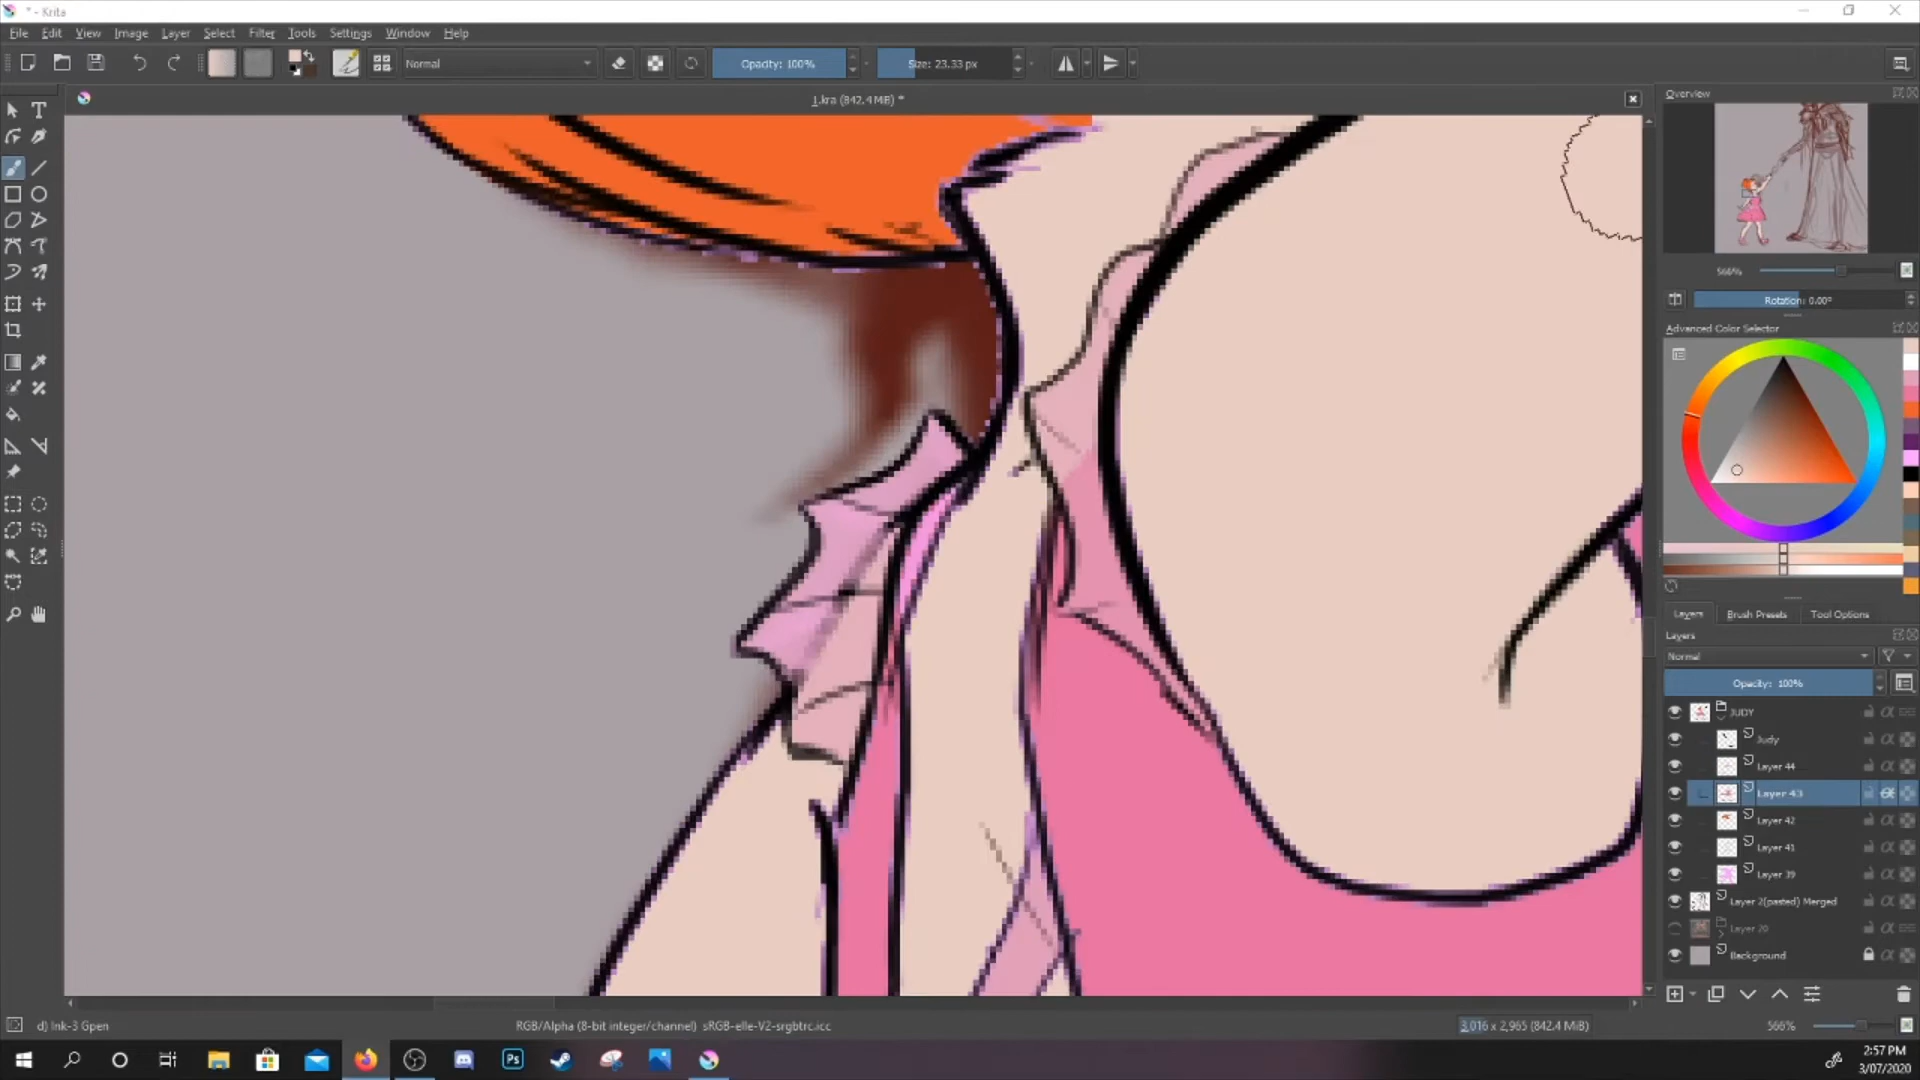 * - Krita
File Edit View Image Layer Select Filter Tools Settings Window Help
Normal Opacity: 100% Size: 23.33 px
1.kra (842.4 MB) *
Overview
566%
Rotation: 0.00°
Advanced Color Selector
Layers Brush Presets Tool Options
Layers
Normal
Opacity: 100%
JUDY
Judy
Layer 44
Layer 43
Layer 42
Layer 41
Layer 39
Layer 2(pasted) Merged
Layer 20
Background
d) Ink-3 Gpen RGB/Alpha (8-bit integer/channel) sRGB-elle-V2-srgbtrc.icc 3,016 x 2,965 (842.4 MiB) 566%
Ps
2:57 PM
3/07/2020